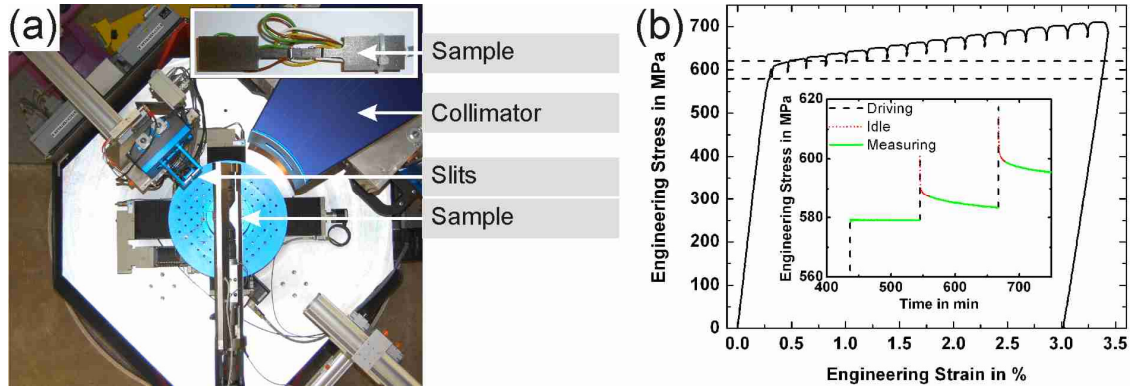 (a)
Sample
Collimator
Slits
Sample
(b)
Engineering Stress in MPa
700
600
500
400
300
200
100
0
0.0 0.5 1.0 1.5 2.0 2.5 3.0 3.5
Engineering Strain in %
Engineering Stress in MPa
620
600
580
560
Driving
Idle
Measuring
400 500 600 700
Time in min